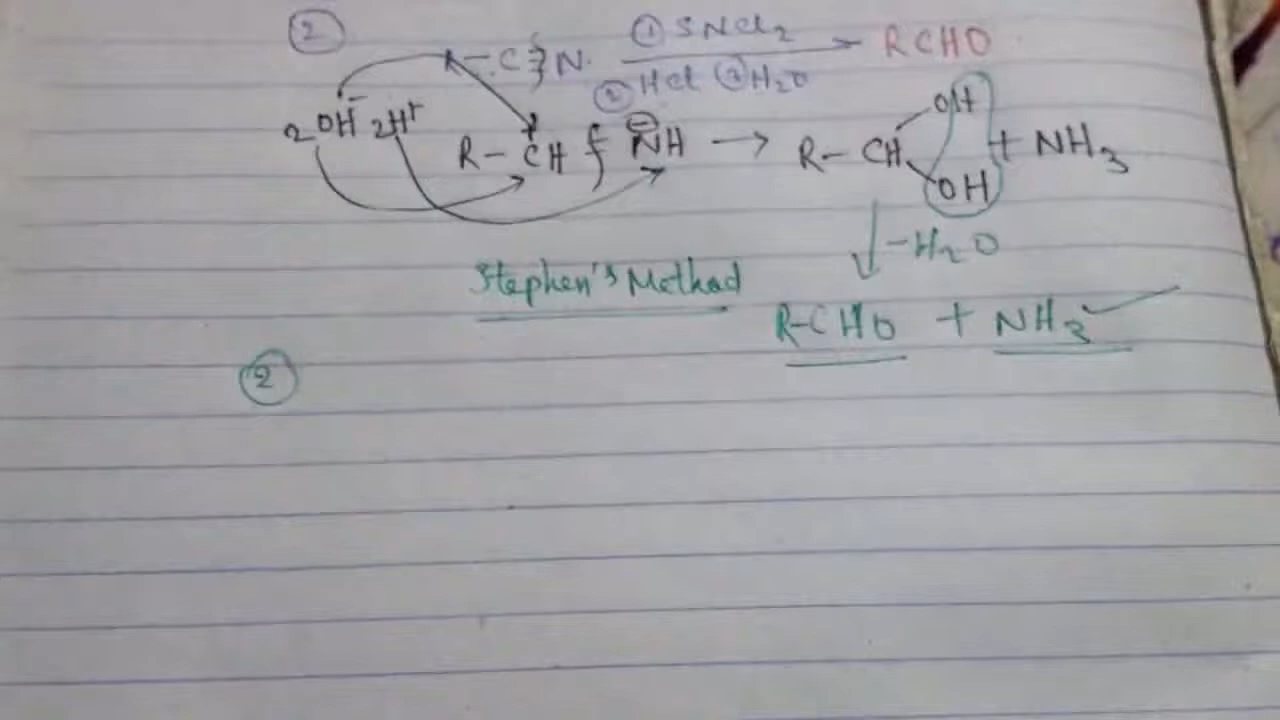 ② ① SNCl2
R-C≡N → RCHO
② HCl ③ H2O
2OH⁻ 2H⁺
R-CH = NH → R-CH OH OH + NH3
-H2O
Stephen's Method
R-CHO + NH3
②